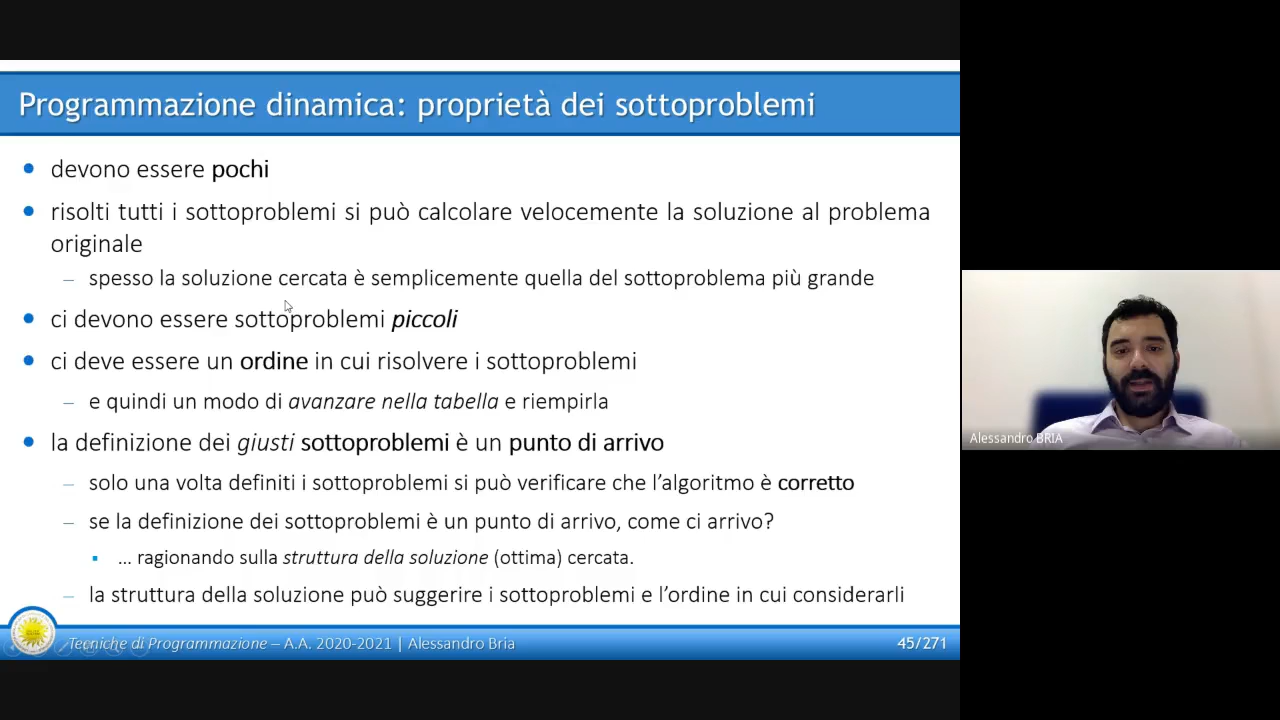 Programmazione dinamica: proprietà dei sottoproblemi
devono essere pochi
risolti tutti i sottoproblemi si può calcolare velocemente la soluzione al problema
originale
– spesso la soluzione cercata è semplicemente quella del sottoproblema più grande
ci devono essere sottoproblemi piccoli
ci deve essere un ordine in cui risolvere i sottoproblemi
– e quindi un modo di avanzare nella tabella e riempirla
la definizione dei giusti sottoproblemi è un punto di arrivo
– solo una volta definiti i sottoproblemi si può verificare che l'algoritmo è corretto
– se la definizione dei sottoproblemi è un punto di arrivo, come ci arrivo?
… ragionando sulla struttura della soluzione (ottima) cercata.
– la struttura della soluzione può suggerire i sottoproblemi e l'ordine in cui considerarli
Tecniche di Programmazione – A.A. 2020-2021 | Alessandro Bria
45/271
Alessandro BRIA